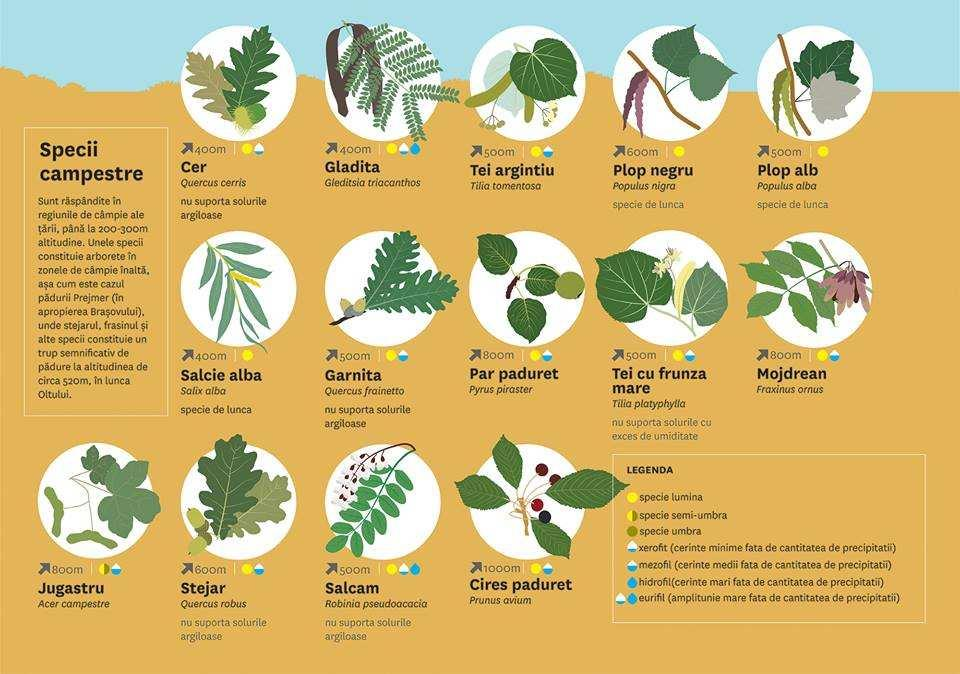 Specii
campestre
Sunt răspândite în
regiunile de câmpie ale
țării, până la 200-300m
altitudine. Unele specii
constituie arborete în
zonele de câmpie înaltă,
așa cum este cazul
pădurii Prejmer (în
apropierea Brașovului),
unde stejarul, frasinul și
alte specii constituie un
trup semnificativ de
pădure la altitudinea de
circa 520m, în lunca
Oltului.
400m
Cer
Quercus cerris
nu suporta solurile
argiloase
400m
Gladita
Gleditsia triacanthos
500m
Tei argintiu
Tilia tomentosa
600m
Plop negru
Populus nigra
specie de lunca
500m
Plop alb
Populus alba
specie de lunca
400m
Salcie alba
Salix alba
specie de lunca
500m
Garnita
Quercus frainetto
nu suporta solurile
argiloase
800m
Par paduret
Pyrus piraster
500m
Tei cu frunza
mare
Tilia platyphylla
nu suporta solurile cu
exces de umiditate
800m
Mojdrean
Fraxinus ornus
800m
Jugastru
Acer campestre
600m
Stejar
Quercus robus
nu suporta solurile
argiloase
500m
Salcam
Robinia pseudoacacia
nu suporta solurile
argiloase
1000m
Cires paduret
Prunus avium
LEGENDA
specie lumina
specie semi-umbra
specie umbra
xerofit (cerinte minime fata de cantitatea de precipitatii)
mezofil (cerinte medii fata de cantitatea de precipitatii)
hidrofil(cerinte mari fata de cantitatea de precipitatii)
eurifil (amplitunie mare fata de cantitatea de precipitatii)